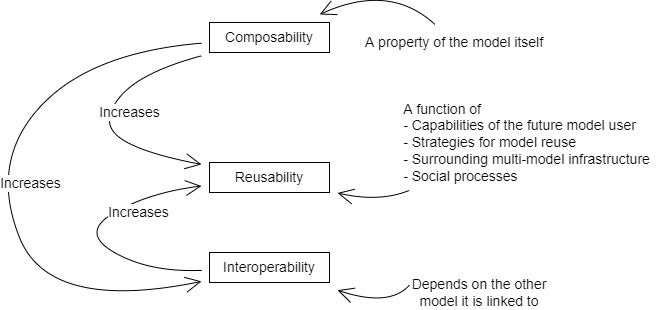 Composability
A property of the model itself
Increases
A function of
- Capabilities of the future model user
- Strategies for model reuse
- Surrounding multi-model infrastructure
- Social processes
Reusability
Increases
Increases
Interoperability
Depends on the other
model it is linked to